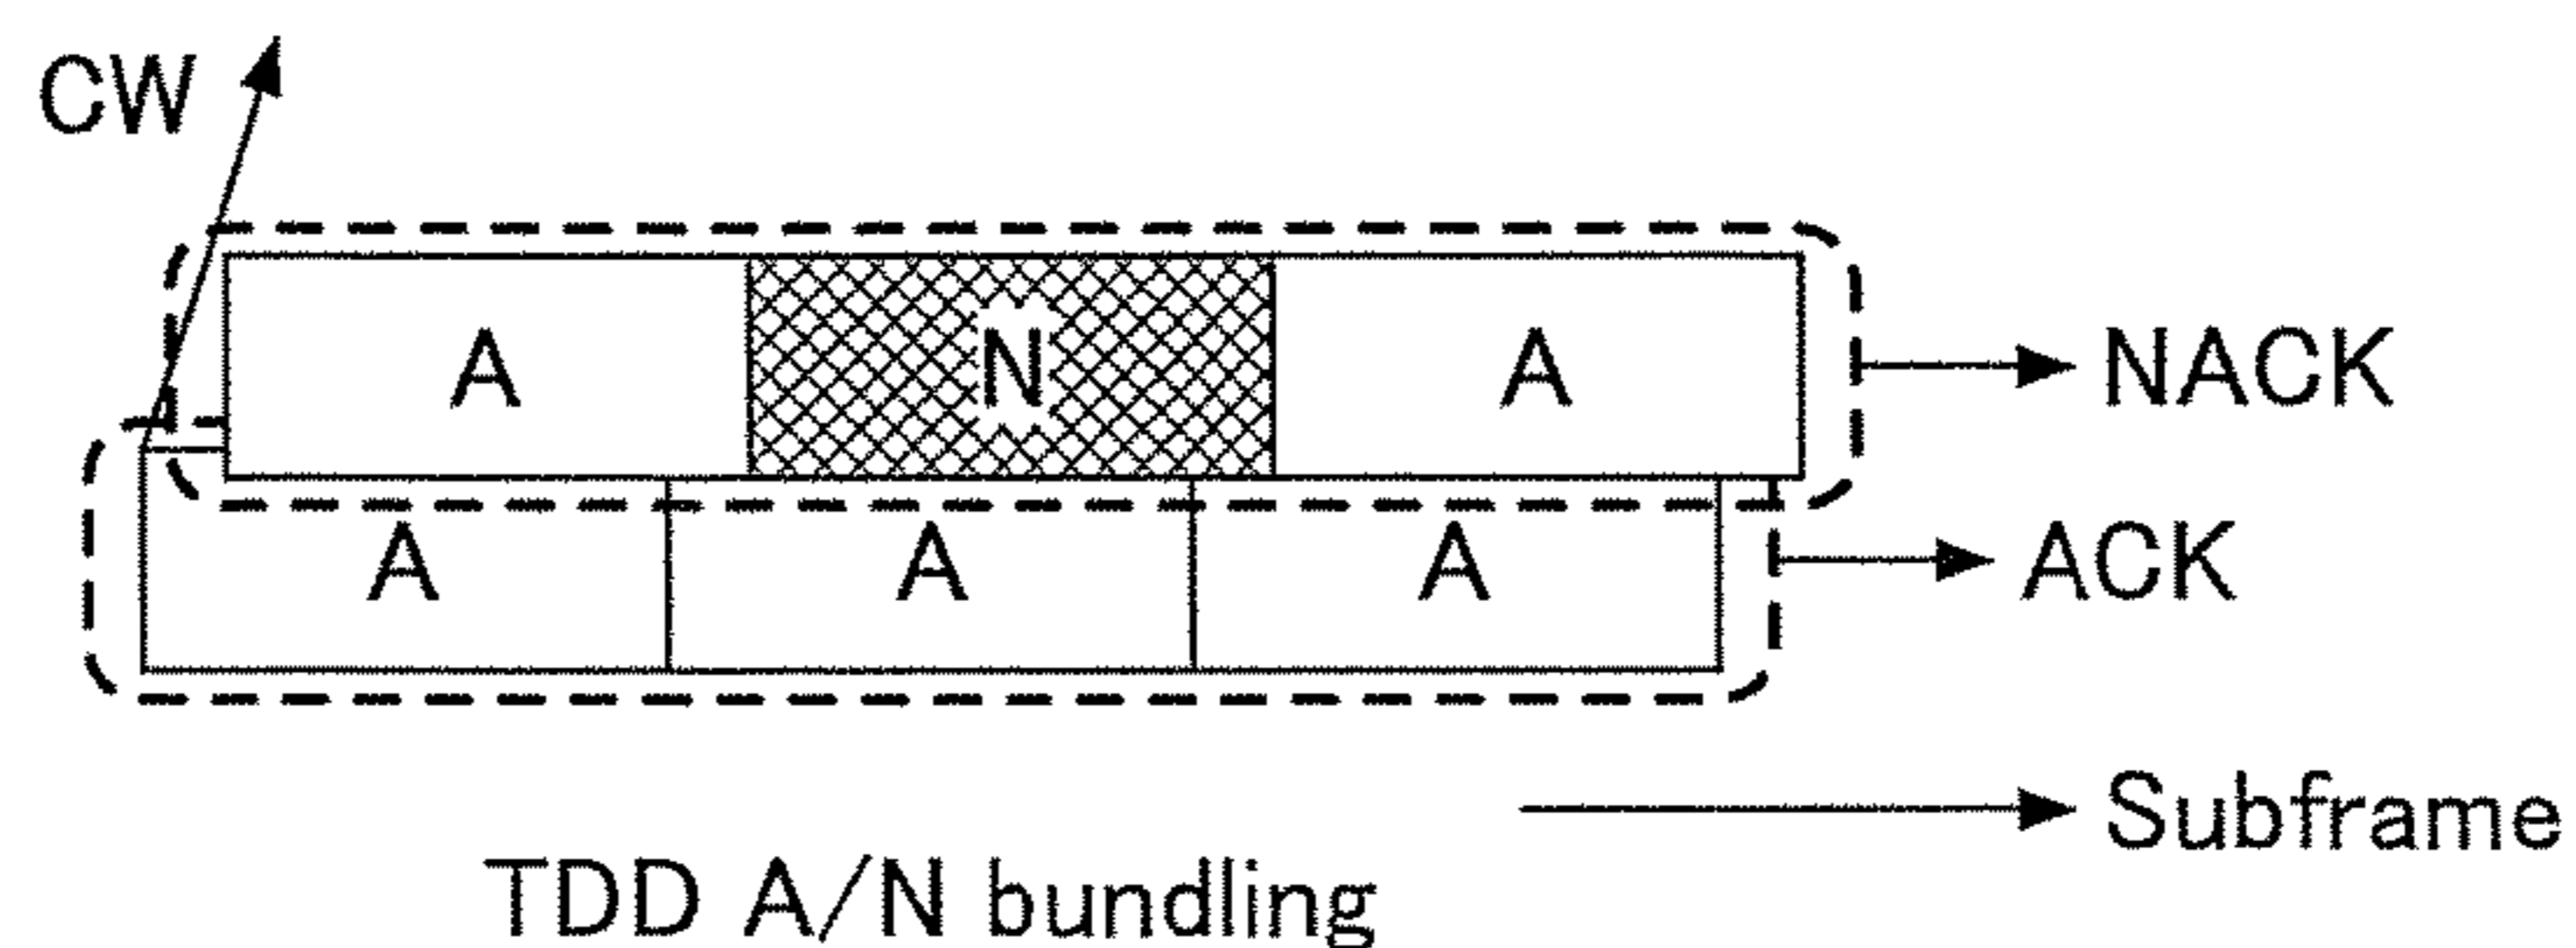 CW
A N A NACK
A A A ACK
Subframe
TDD A/N bundling